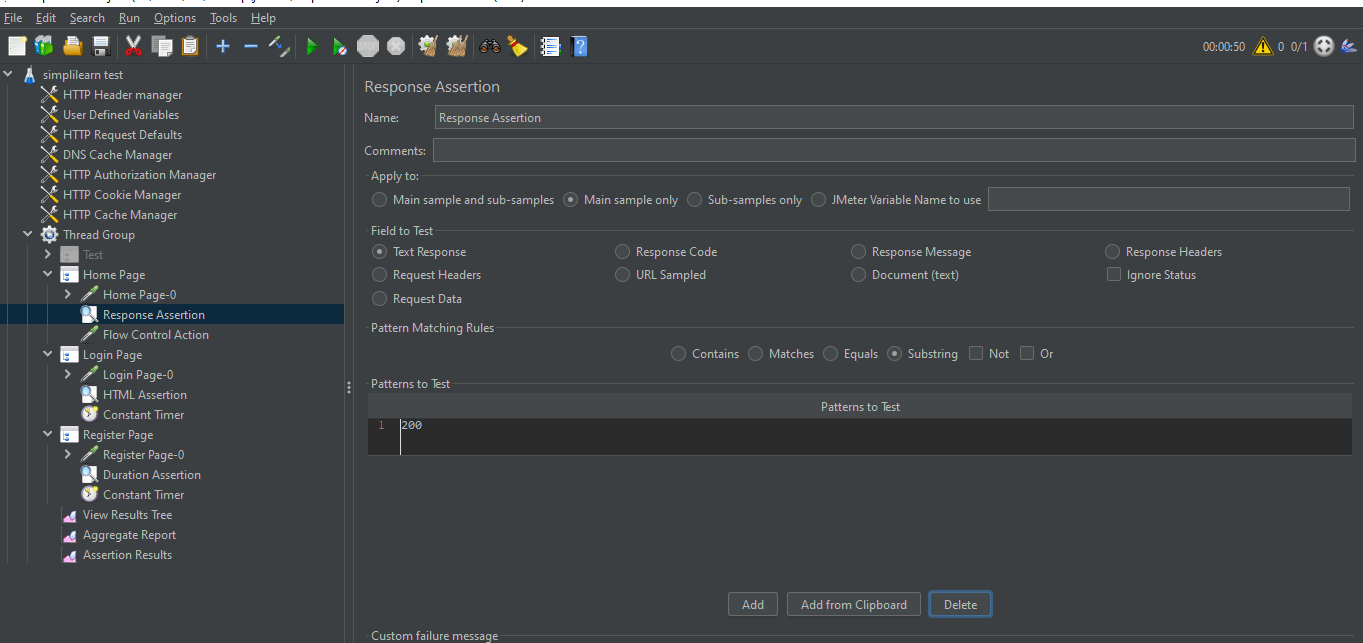 File Edit Search Run Options Tools Help
00:00:50 0 0/1
simplilearn test
HTTP Header manager
User Defined Variables
HTTP Request Defaults
DNS Cache Manager
HTTP Authorization Manager
HTTP Cookie Manager
HTTP Cache Manager
Thread Group
Test
Home Page
Home Page-0
Response Assertion
Flow Control Action
Login Page
Login Page-0
HTML Assertion
Constant Timer
Register Page
Register Page-0
Duration Assertion
Constant Timer
View Results Tree
Aggregate Report
Assertion Results
Response Assertion
Name: Response Assertion
Comments:
Apply to:
Main sample and sub-samples Main sample only Sub-samples only JMeter Variable Name to use
Field to Test
Text Response Response Code Response Message Response Headers
Request Headers URL Sampled Document (text) Ignore Status
Request Data
Pattern Matching Rules
Contains Matches Equals Substring Not Or
Patterns to Test
Patterns to Test
1 200
Add Add from Clipboard Delete
Custom failure message